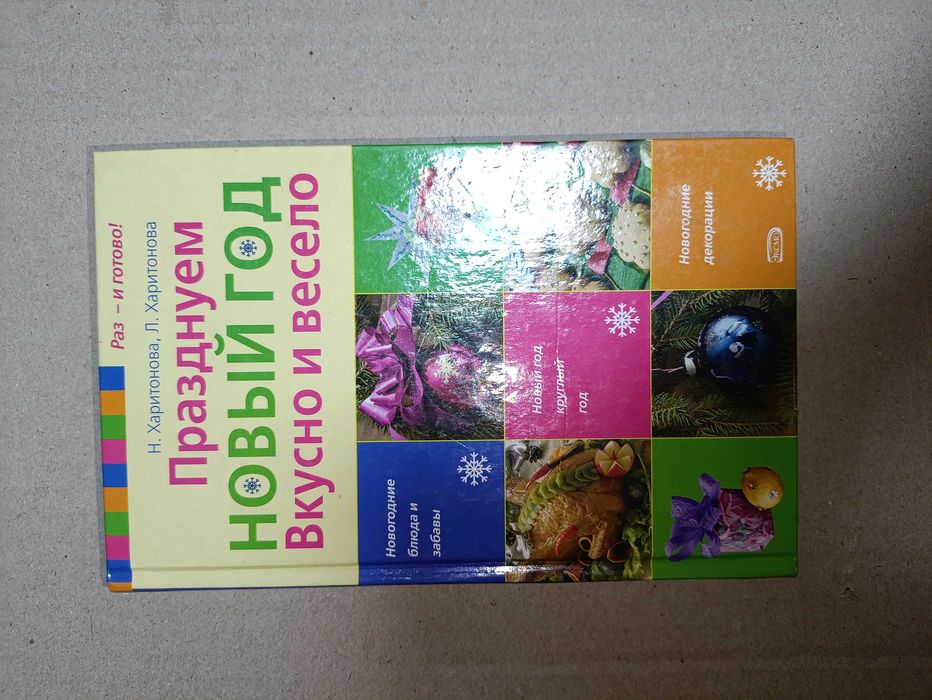 Раз – и готово!
Н. Харитонова, Л. Харитонова
Празднуем
НОВЫЙ ГОД
Вкусно и весело
Новогодние
блюда и
забавы
Новый год
круглый
год
Новогодние
декорации
ЭКСМО